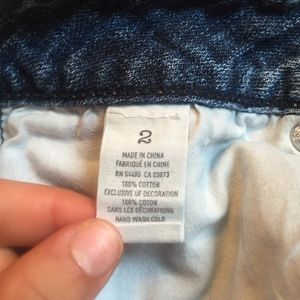 2
MADE IN CHINA
FABRIQUÉ EN CHINE
RN 54486 CA 03873
100% COTTON
EXCLUSIVE OF DECORATION
100% COTON
SANS LES DÉCORATIONS
HAND WASH COLD